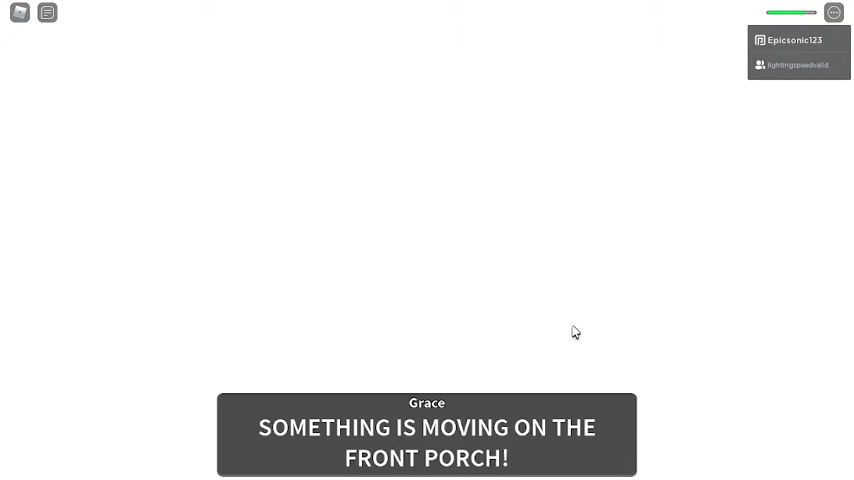 Epicsonic123
lightingspeedvaild
Grace
SOMETHING IS MOVING ON THE
FRONT PORCH!